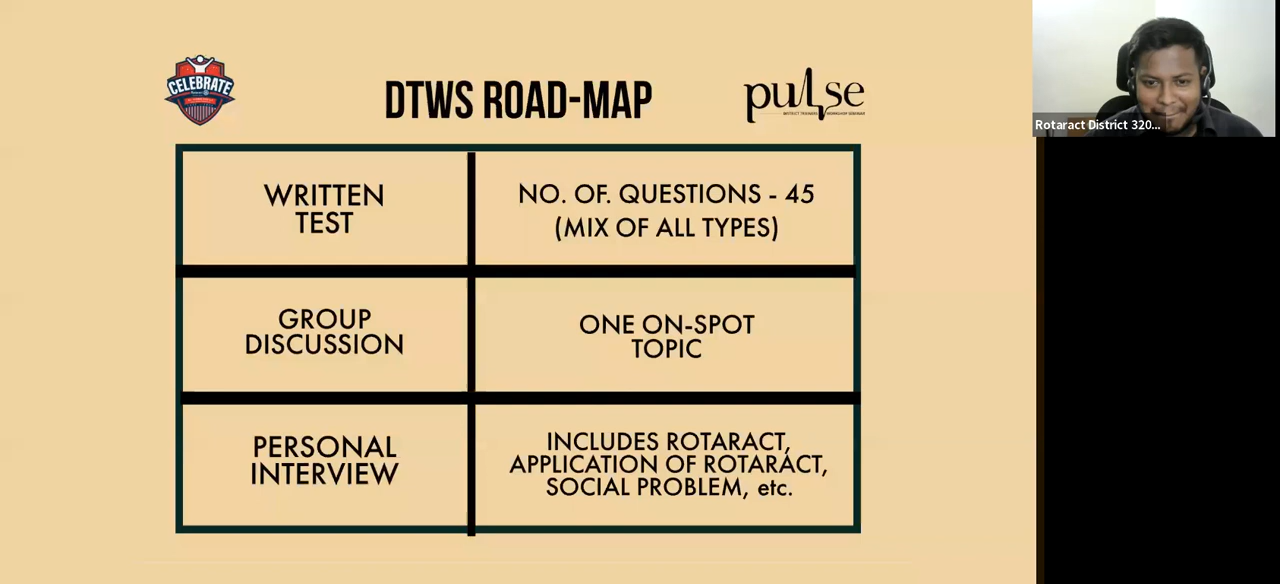 CELEBRATE
DTWS ROAD-MAP
pulse
WRITTEN
TEST
NO. OF. QUESTIONS - 45
(MIX OF ALL TYPES)
GROUP
DISCUSSION
ONE ON-SPOT
TOPIC
PERSONAL
INTERVIEW
INCLUDES ROTARACT,
APPLICATION OF ROTARACT,
SOCIAL PROBLEM, etc.
Rotaract District 320...